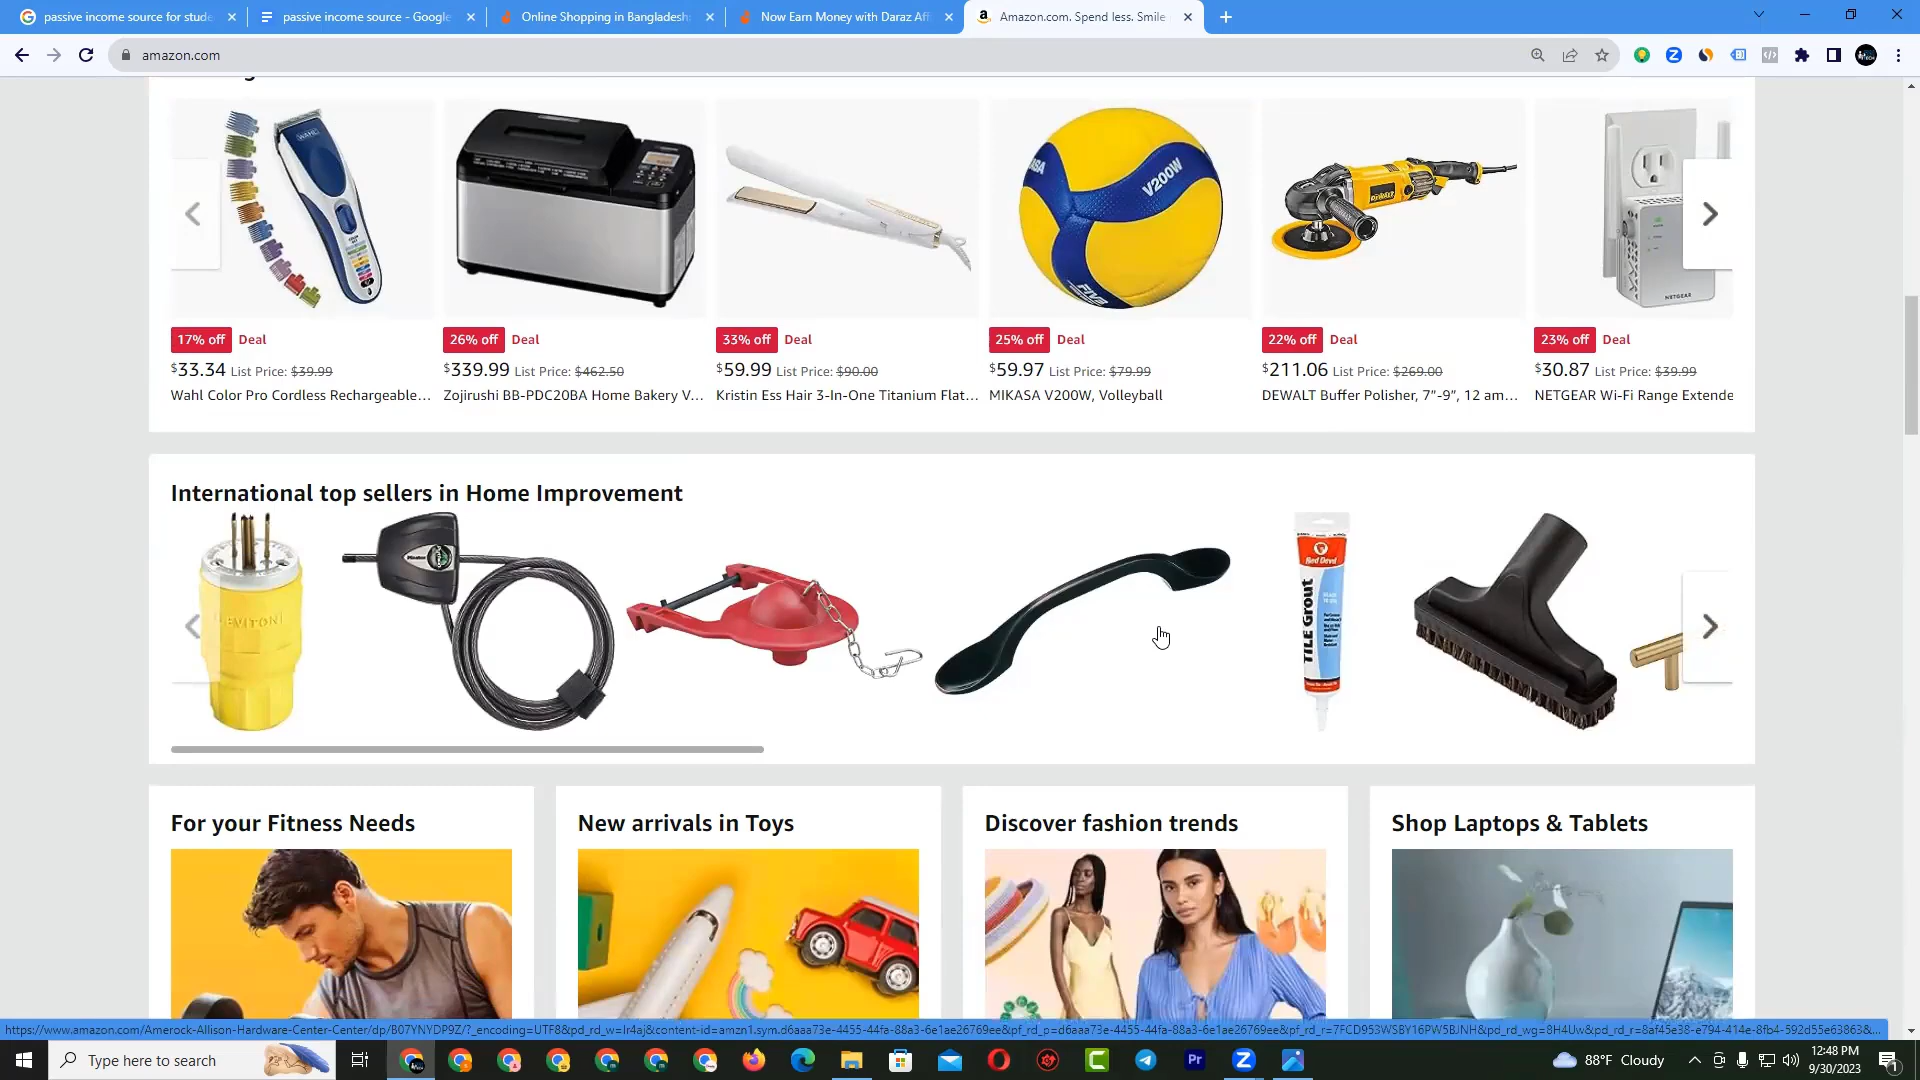 passive income source for stude
passive income source - Google
Online Shopping in Bangladesh
Now Earn Money with Daraz Aff
Amazon.com. Spend less. Smile
amazon.com
WAHL
V200W
NETGEAR
17% off Deal
$33.34 List Price: $39.99
Wahl Color Pro Cordless Rechargeable...
26% off Deal
$339.99 List Price: $462.50
Zojirushi BB-PDC20BA Home Bakery V...
33% off Deal
$59.99 List Price: $90.00
Kristin Ess Hair 3-In-One Titanium Flat...
25% off Deal
$59.97 List Price: $79.99
MIKASA V200W, Volleyball
22% off Deal
$211.06 List Price: $269.00
DEWALT Buffer Polisher, 7”-9”, 12 am...
23% off Deal
$30.87 List Price: $39.99
NETGEAR Wi-Fi Range Extende
International top sellers in Home Improvement
Red Devil
TILE GROUT
For your Fitness Needs
New arrivals in Toys
Discover fashion trends
Shop Laptops & Tablets
Type here to search
88°F Cloudy
12:48 PM
9/30/2023